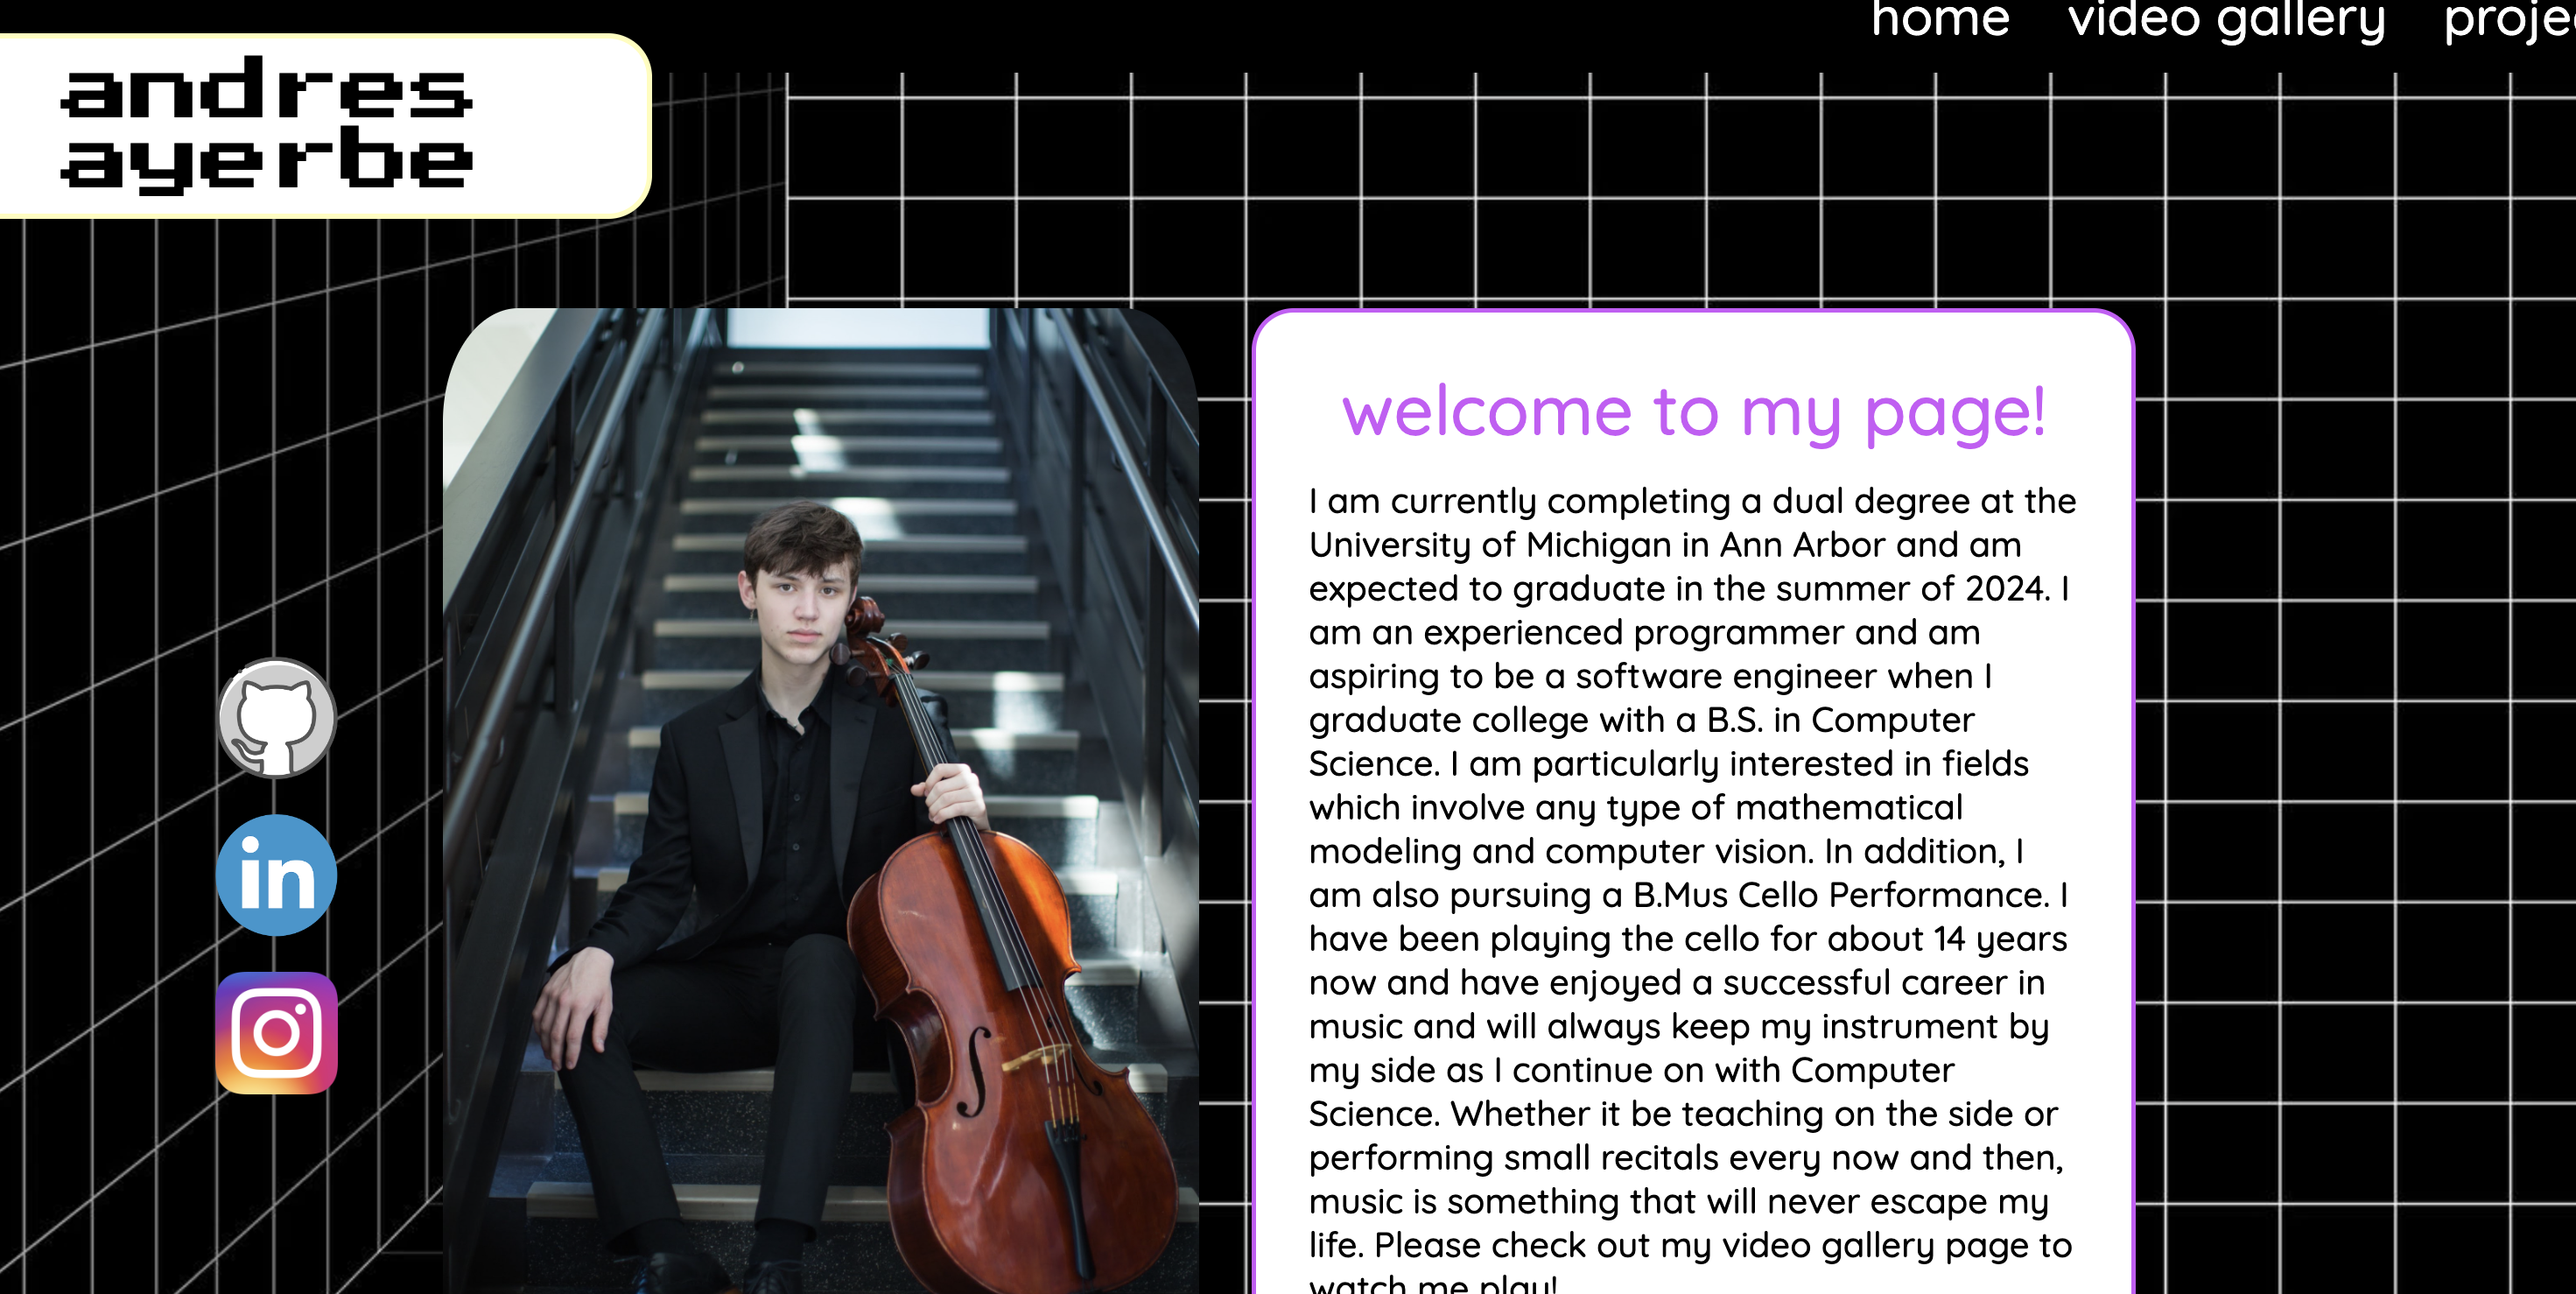 home video gallery
andres
ayerbe
welcome to my page!
I am currently completing a dual degree at the
University of Michigan in Ann Arbor and am
expected to graduate in the summer of 2024. I
am an experienced programmer and am
aspiring to be a software engineer when I
graduate college with a B.S. in Computer
Science. I am particularly interested in fields
which involve any type of mathematical
modeling and computer vision. In addition, I
am also pursuing a B.Mus Cello Performance. I
have been playing the cello for about 14 years
now and have enjoyed a successful career in
music and will always keep my instrument by
my side as I continue on with Computer
Science. Whether it be teaching on the side or
performing small recitals every now and then,
music is something that will never escape my
life. Please check out my video gallery page to
watch me play!
in